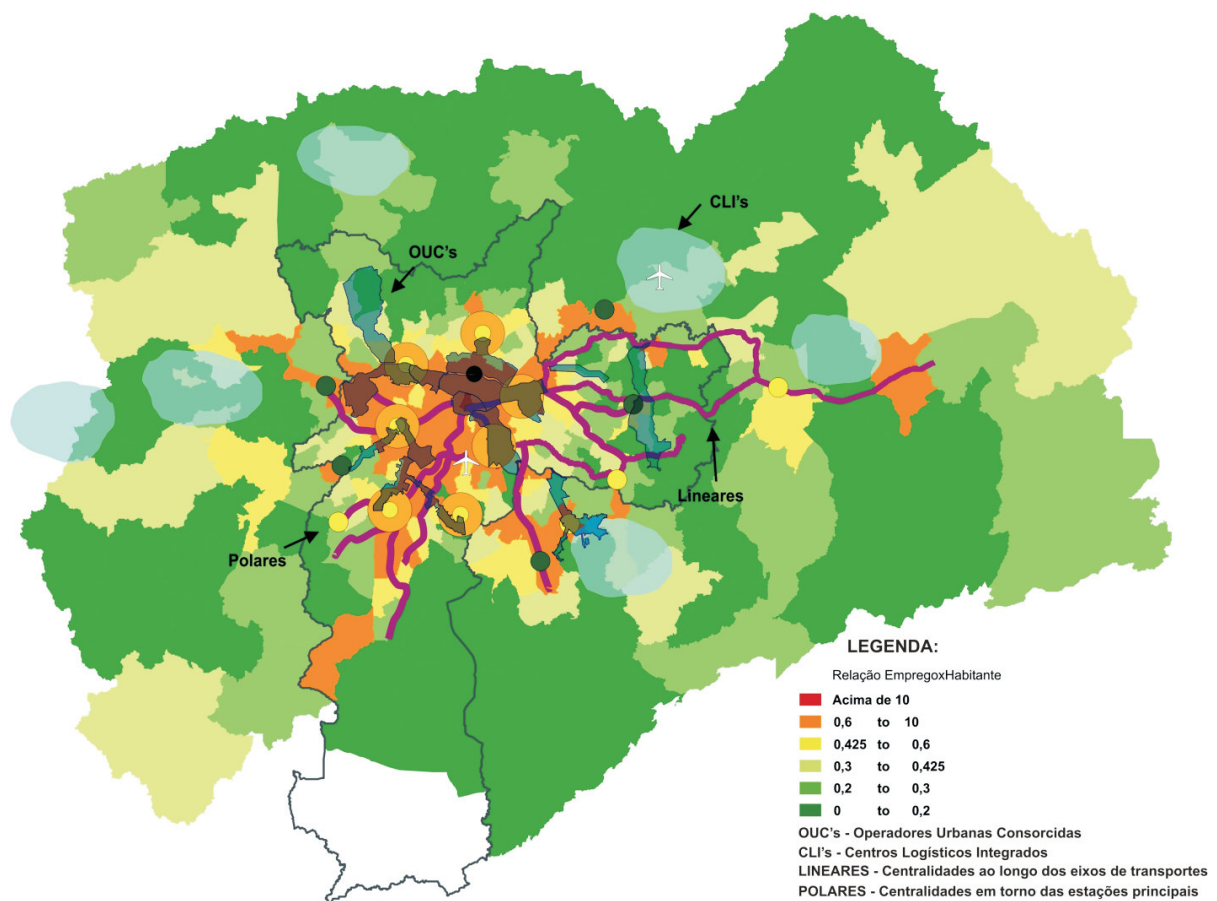 CLI's
OUC's
Lineares
Polares
LEGENDA:
Relação EmpregoxHabitante
Acima de 10
0,6 to 10
0,425 to 0,6
0,3 to 0,425
0,2 to 0,3
0 to 0,2
OUC's - Operadores Urbanas Consorcidas
CLI's - Centros Logísticos Integrados
LINEARES - Centralidades ao longo dos eixos de transportes
POLARES - Centralidades em torno das estações principais